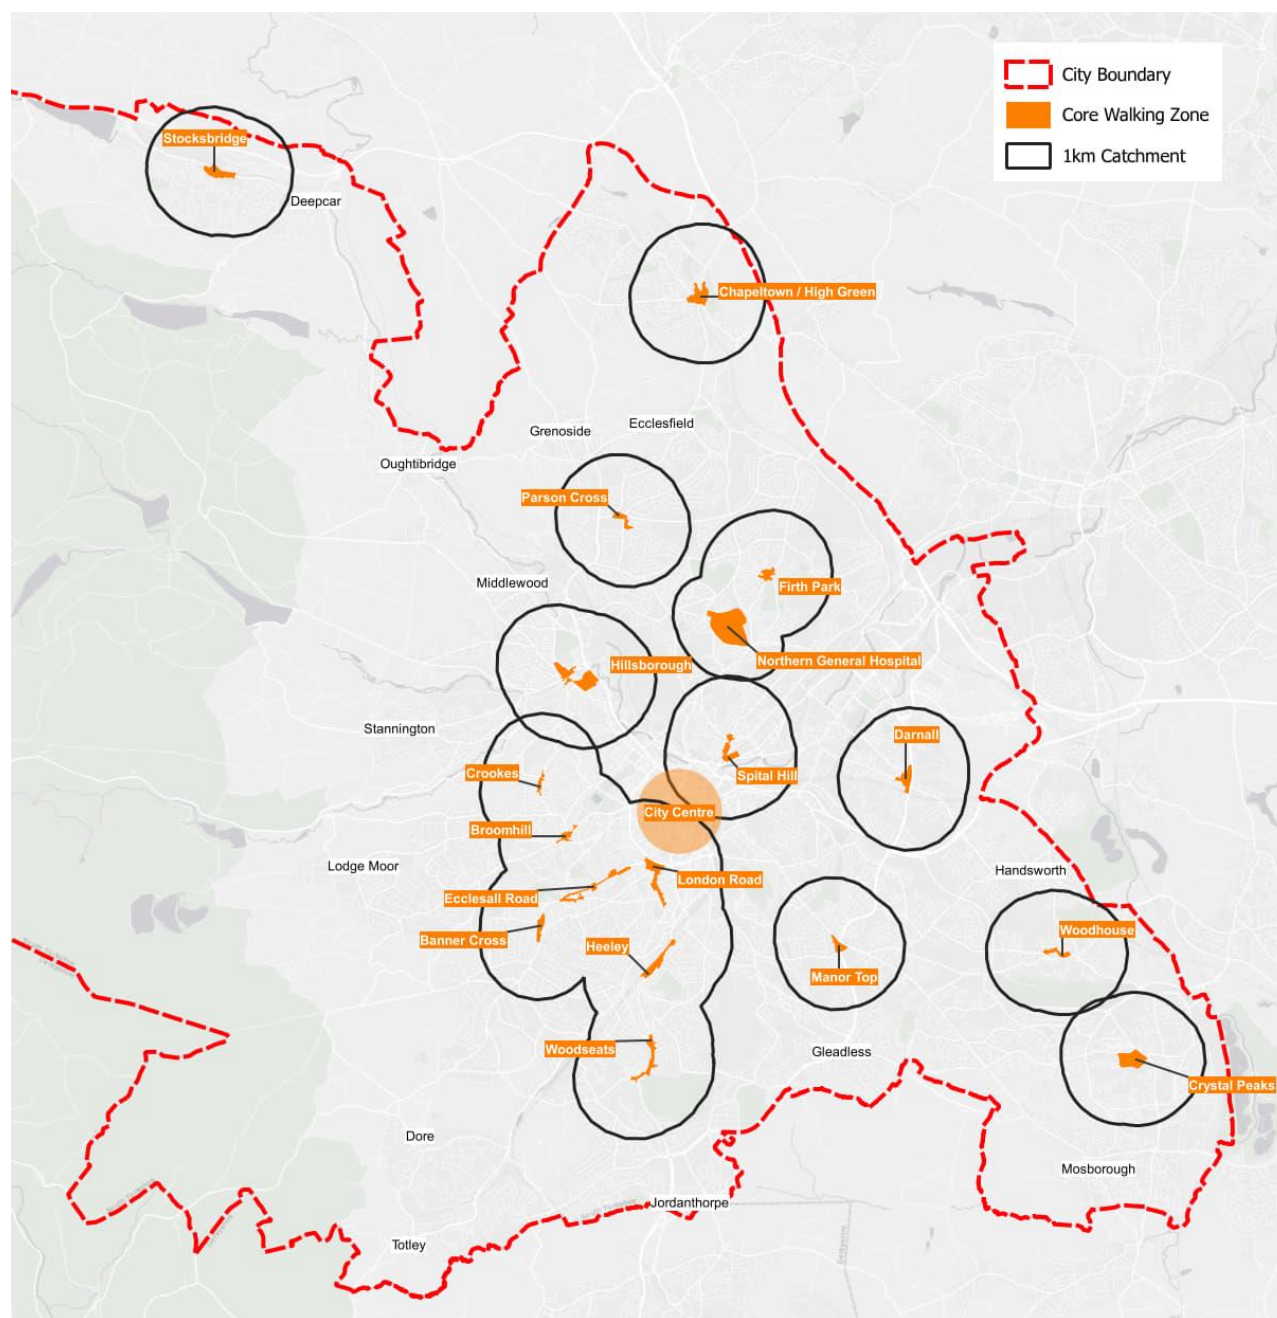 City Boundary
Core Walking Zone
1km Catchment
Stocksbridge
Deepcar
Chapeltown / High Green
Ecclesfield
Grenoside
Oughtibridge
Parson Cross
Middlewood
Firth Park
Northern General Hospital
Hillsborough
Stannington
Darnall
Crookes
Spital Hill
City Centre
Broomhill
Lodge Moor
Handsworth
London Road
Ecclesall Road
Woodhouse
Banner Cross
Heeley
Manor Top
Woodseats
Gleadless
Crystal Peaks
Dore
Mosborough
Jordanthorpe
Totley